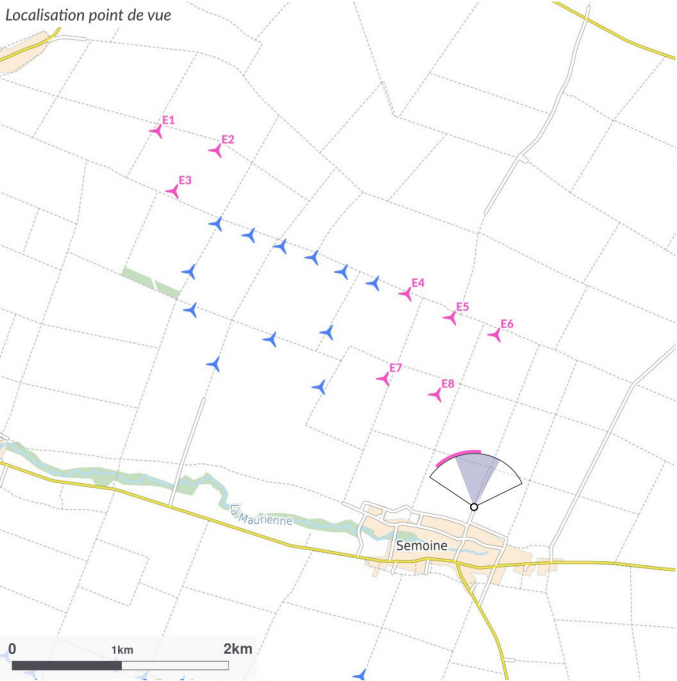 Localisation point de vue
E1
E2
E3
E4
E5
E6
E7
E8
La Maurienne
Semoine
0 1km 2km